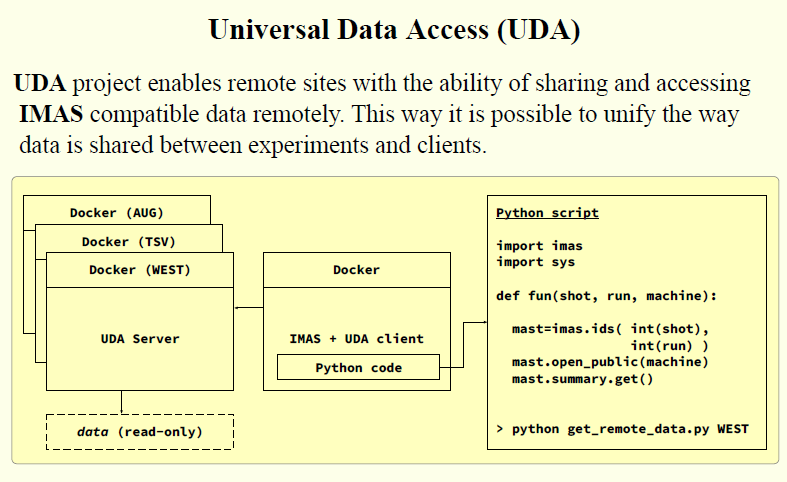 Universal Data Access (UDA)
UDA project enables remote sites with the ability of sharing and accessing
IMAS compatible data remotely. This way it is possible to unify the way
data is shared between experiments and clients.
Docker (AUG)
Docker (TSV)
Docker (WEST)
UDA Server
data (read-only)
Docker
IMAS + UDA client
Python code
Python script
import imas
import sys
def fun(shot, run, machine):
mast=imas.ids( int(shot),
int(run) )
mast.open_public(machine)
mast.summary.get()
> python get_remote_data.py WEST